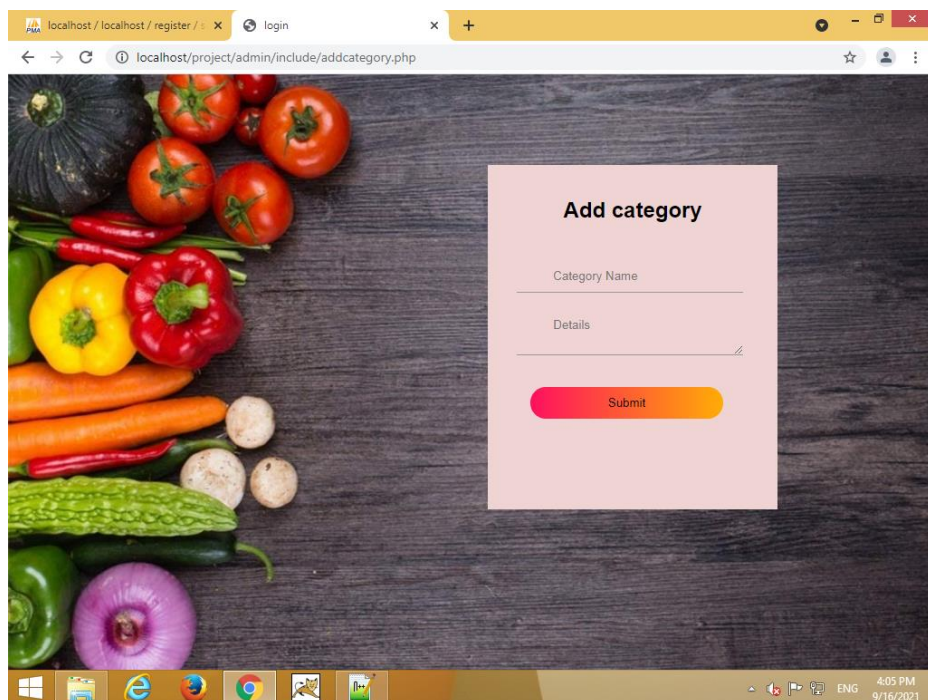 PMA localhost / localhost / register / s
login
localhost/project/admin/include/addcategory.php
Add category
Category Name
Details
Submit
ENG
4:05 PM
9/16/2021